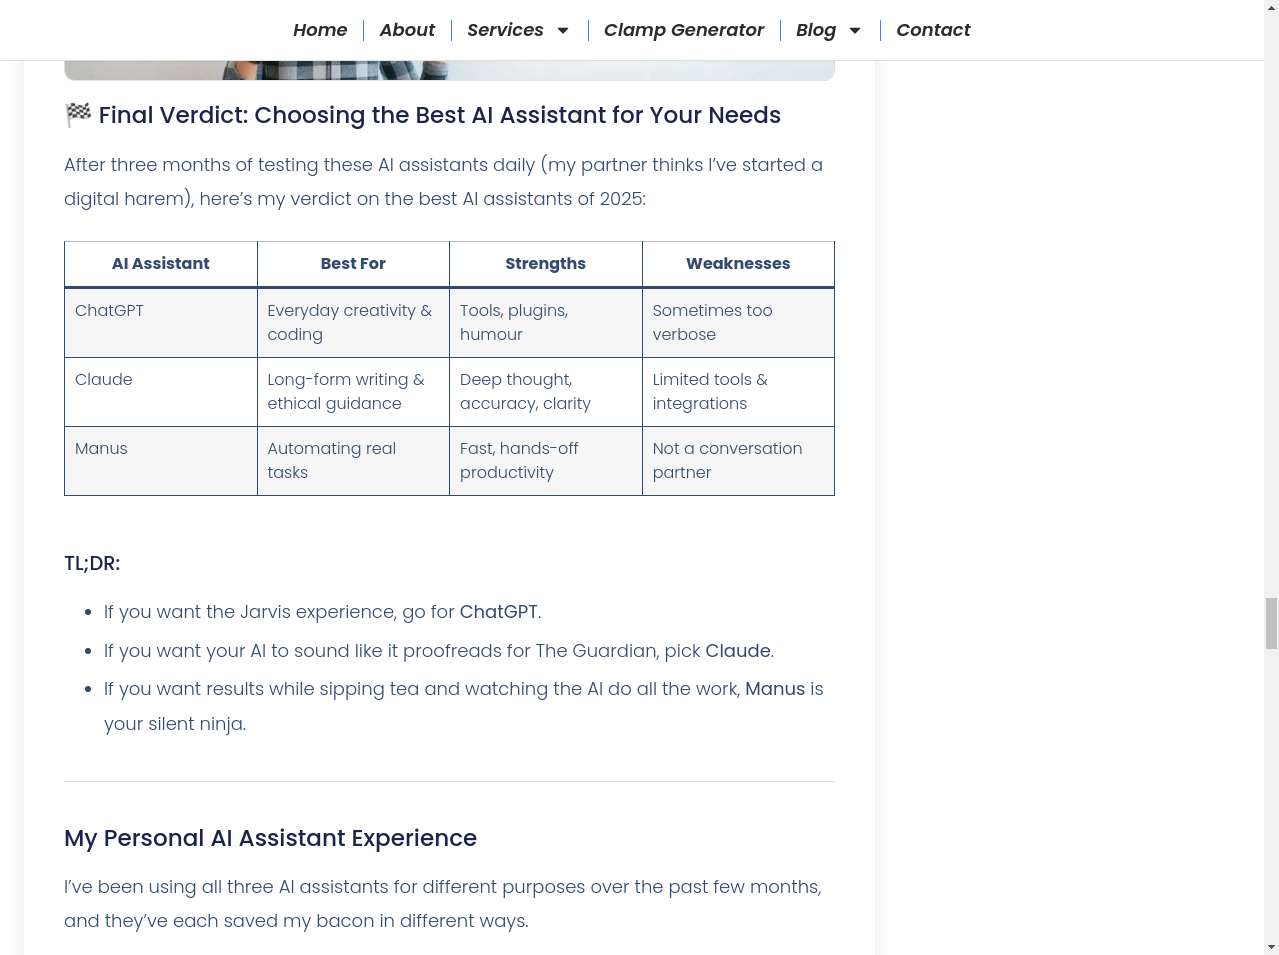 Home
About
Services
Clamp Generator
Blog
Contact
🏁 Final Verdict: Choosing the Best AI Assistant for Your Needs
After three months of testing these AI assistants daily (my partner thinks I’ve started a
digital harem), here’s my verdict on the best AI assistants of 2025:
AI Assistant
Best For
Strengths
Weaknesses
ChatGPT
Everyday creativity &
coding
Tools, plugins,
humour
Sometimes too
verbose
Claude
Long-form writing &
ethical guidance
Deep thought,
accuracy, clarity
Limited tools &
integrations
Manus
Automating real
tasks
Fast, hands-off
productivity
Not a conversation
partner
TL;DR:
If you want the Jarvis experience, go for ChatGPT.
If you want your AI to sound like it proofreads for The Guardian, pick Claude.
If you want results while sipping tea and watching the AI do all the work, Manus is
your silent ninja.
My Personal AI Assistant Experience
I’ve been using all three AI assistants for different purposes over the past few months,
and they’ve each saved my bacon in different ways.